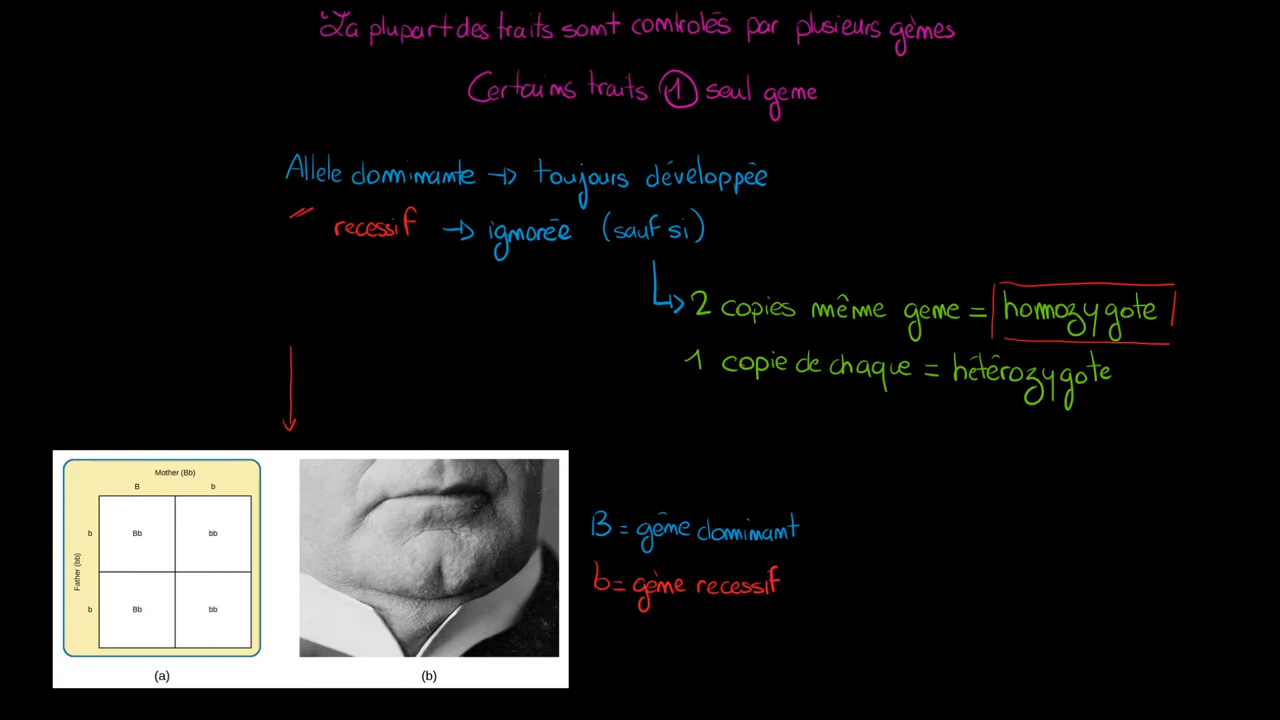 "La plupart des traits sont contrôlés par plusieurs gènes
Certains traits 1 seul gene
Allele dominante → toujours développée
〃 recessif → ignorée (sauf si)
↳ 2 copies même gene = homozygote
1 copie de chaque = hétérozygote
Mother (Bb)
B b
b Bb bb
Father (bb)
b Bb bb
(a) (b)
B = gène dominant
b = gène recessif